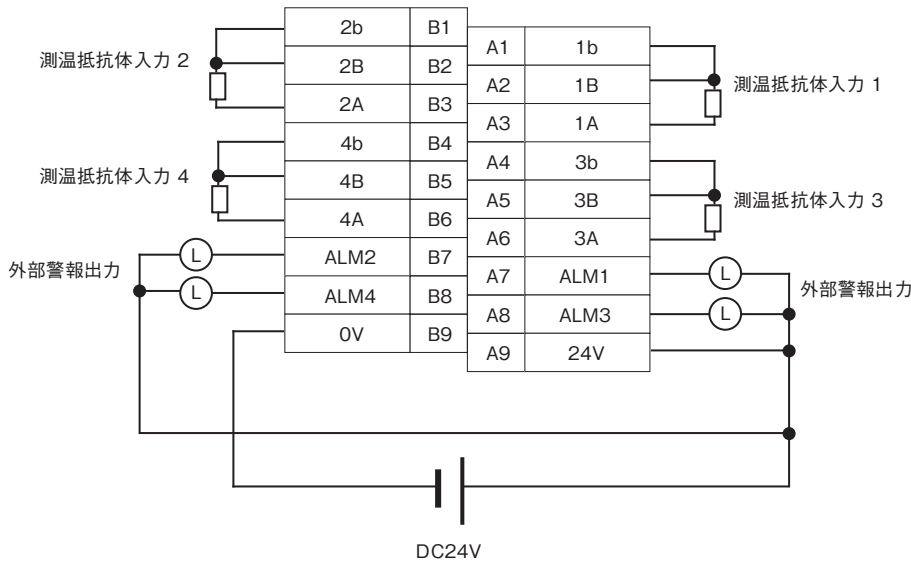 2b B1
A1 1b
測温抵抗体入力 2
2B B2
A2 1B
測温抵抗体入力 1
2A B3
A3 1A
4b B4
A4 3b
測温抵抗体入力 4
4B B5
A5 3B
測温抵抗体入力 3
4A B6
A6 3A
L ALM2 B7
外部警報出力
A7 ALM1 L
外部警報出力
L ALM4 B8
A8 ALM3 L
0V B9
A9 24V
DC24V